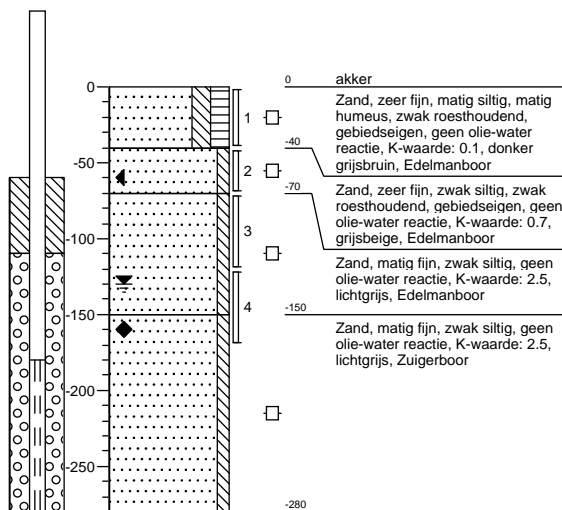 0
-50
-100
-150
-200
-250
1
2
3
4
0 akker
Zand, zeer fijn, matig siltig, matig
humeus, zwak roesthoudend,
gebiedseigen, geen olie-water
reactie, K-waarde: 0.1, donker
grijsbruin, Edelmanboor
-40
Zand, zeer fijn, zwak siltig, zwak
roesthoudend, gebiedseigen, geen
olie-water reactie, K-waarde: 0.7,
grijsbeige, Edelmanboor
-70
Zand, matig fijn, zwak siltig, geen
olie-water reactie, K-waarde: 2.5,
lichtgrijs, Edelmanboor
-150
Zand, matig fijn, zwak siltig, geen
olie-water reactie, K-waarde: 2.5,
lichtgrijs, Zuigerboor
-280